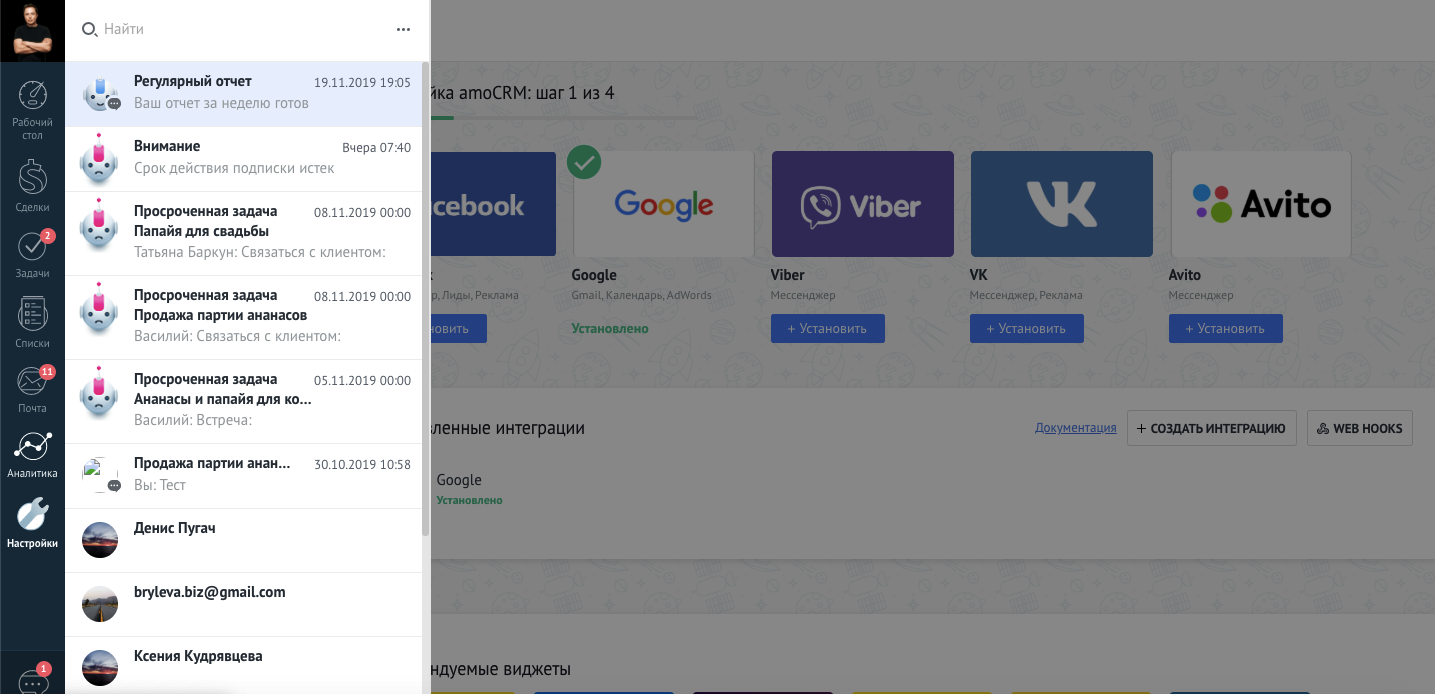 Найти
Регулярный отчет 19.11.2019 19:05
Ваш отчет за неделю готов
Внимание Вчера 07:40
Срок действия подписки истек
Просроченная задача 08.11.2019 00:00
Папайя для свадьбы
Татьяна Баркун: Связаться с клиентом:
Просроченная задача 08.11.2019 00:00
Продажа партии ананасов
Василий: Связаться с клиентом:
Просроченная задача 05.11.2019 00:00
Ананасы и папайя для ко...
Василий: Встреча:
Продажа партии анан... 30.10.2019 10:58
Вы: Тест
Денис Пугач
bryleva.biz@gmail.com
Ксения Кудрявцева
Рабочий
стол
Сделки
2
Задачи
Списки
11
Почта
Аналитика
Настройки
1
йка amoCRM: шаг 1 из 4
acebook Google Viber Avito
Google Viber VK Avito
р, Лиды, Реклама Gmail, Календарь, AdWords Мессенджер Мессенджер, Реклама Мессенджер
новить Установлено + Установить + Установить + Установить
вленные интеграции Документация + СОЗДАТЬ ИНТЕГРАЦИЮ WEB HOOKS
Google
Установлено
ндуемые виджеты